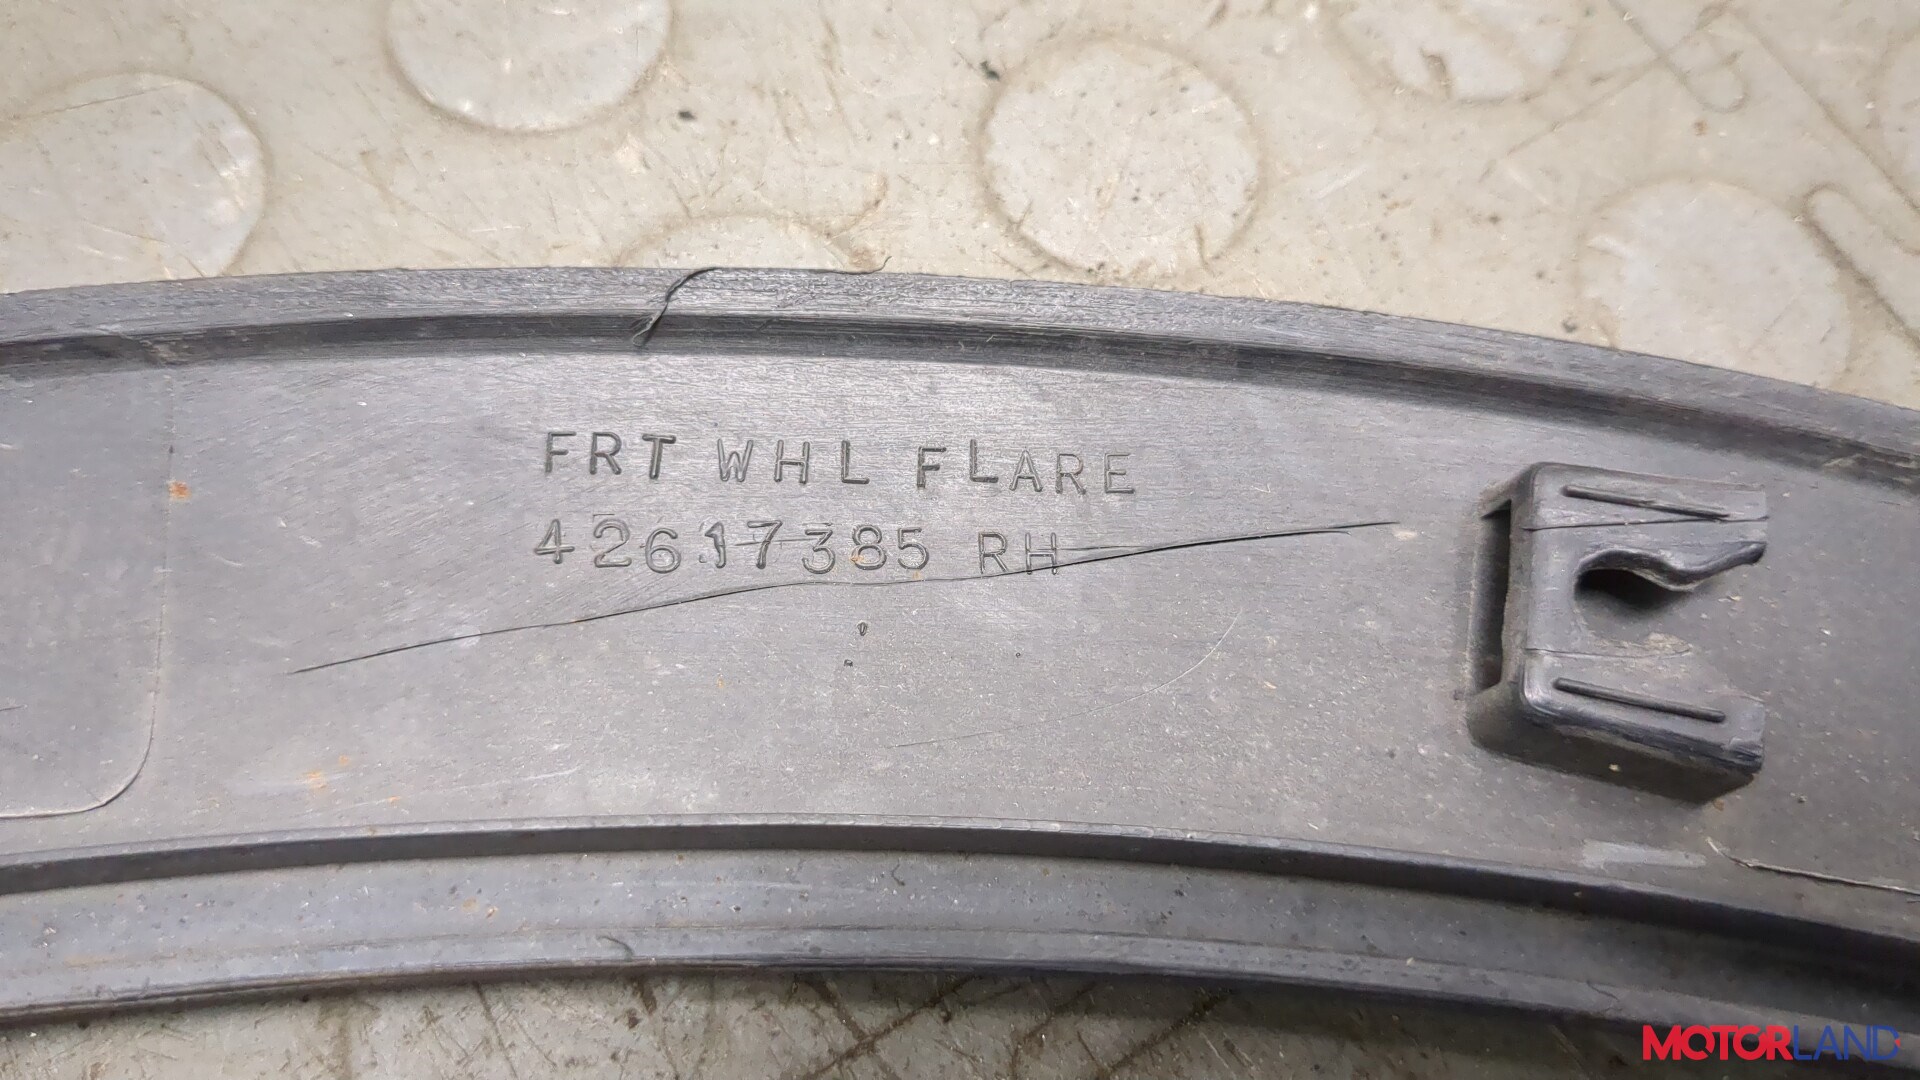 FRT WHL FLARE
42617385 RH
MOTORLAND